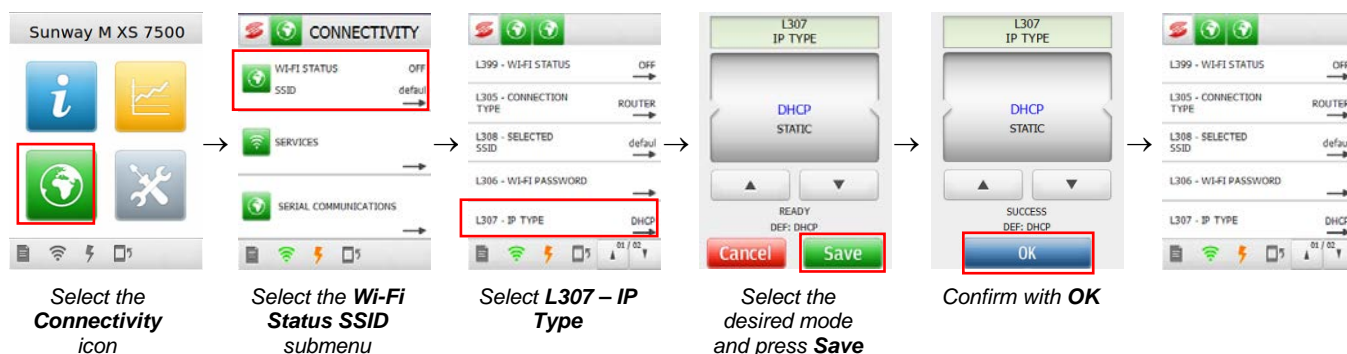 Sunway M XS 7500
CONNECTIVITY
WI-FI STATUS OFF
SSID defaul
SERVICES
SERIAL COMMUNICATIONS
L399 - WI-FI STATUS OFF
L305 - CONNECTION
TYPE ROUTER
L308 - SELECTED
SSID defaul
L306 - WI-FI PASSWORD
L307 - IP TYPE DHCP
01 / 02
L307
IP TYPE
DHCP
STATIC
READY
DEF: DHCP
Cancel Save
L307
IP TYPE
DHCP
STATIC
SUCCESS
DEF: DHCP
OK
L399 - WI-FI STATUS OFF
L305 - CONNECTION
TYPE ROUTER
L308 - SELECTED
SSID defau
L306 - WI-FI PASSWORD
L307 - IP TYPE DHCP
01 / 02
Select the
Connectivity
icon
Select the Wi-Fi
Status SSID
submenu
Select L307 – IP
Type
Select the
desired mode
and press Save
Confirm with OK